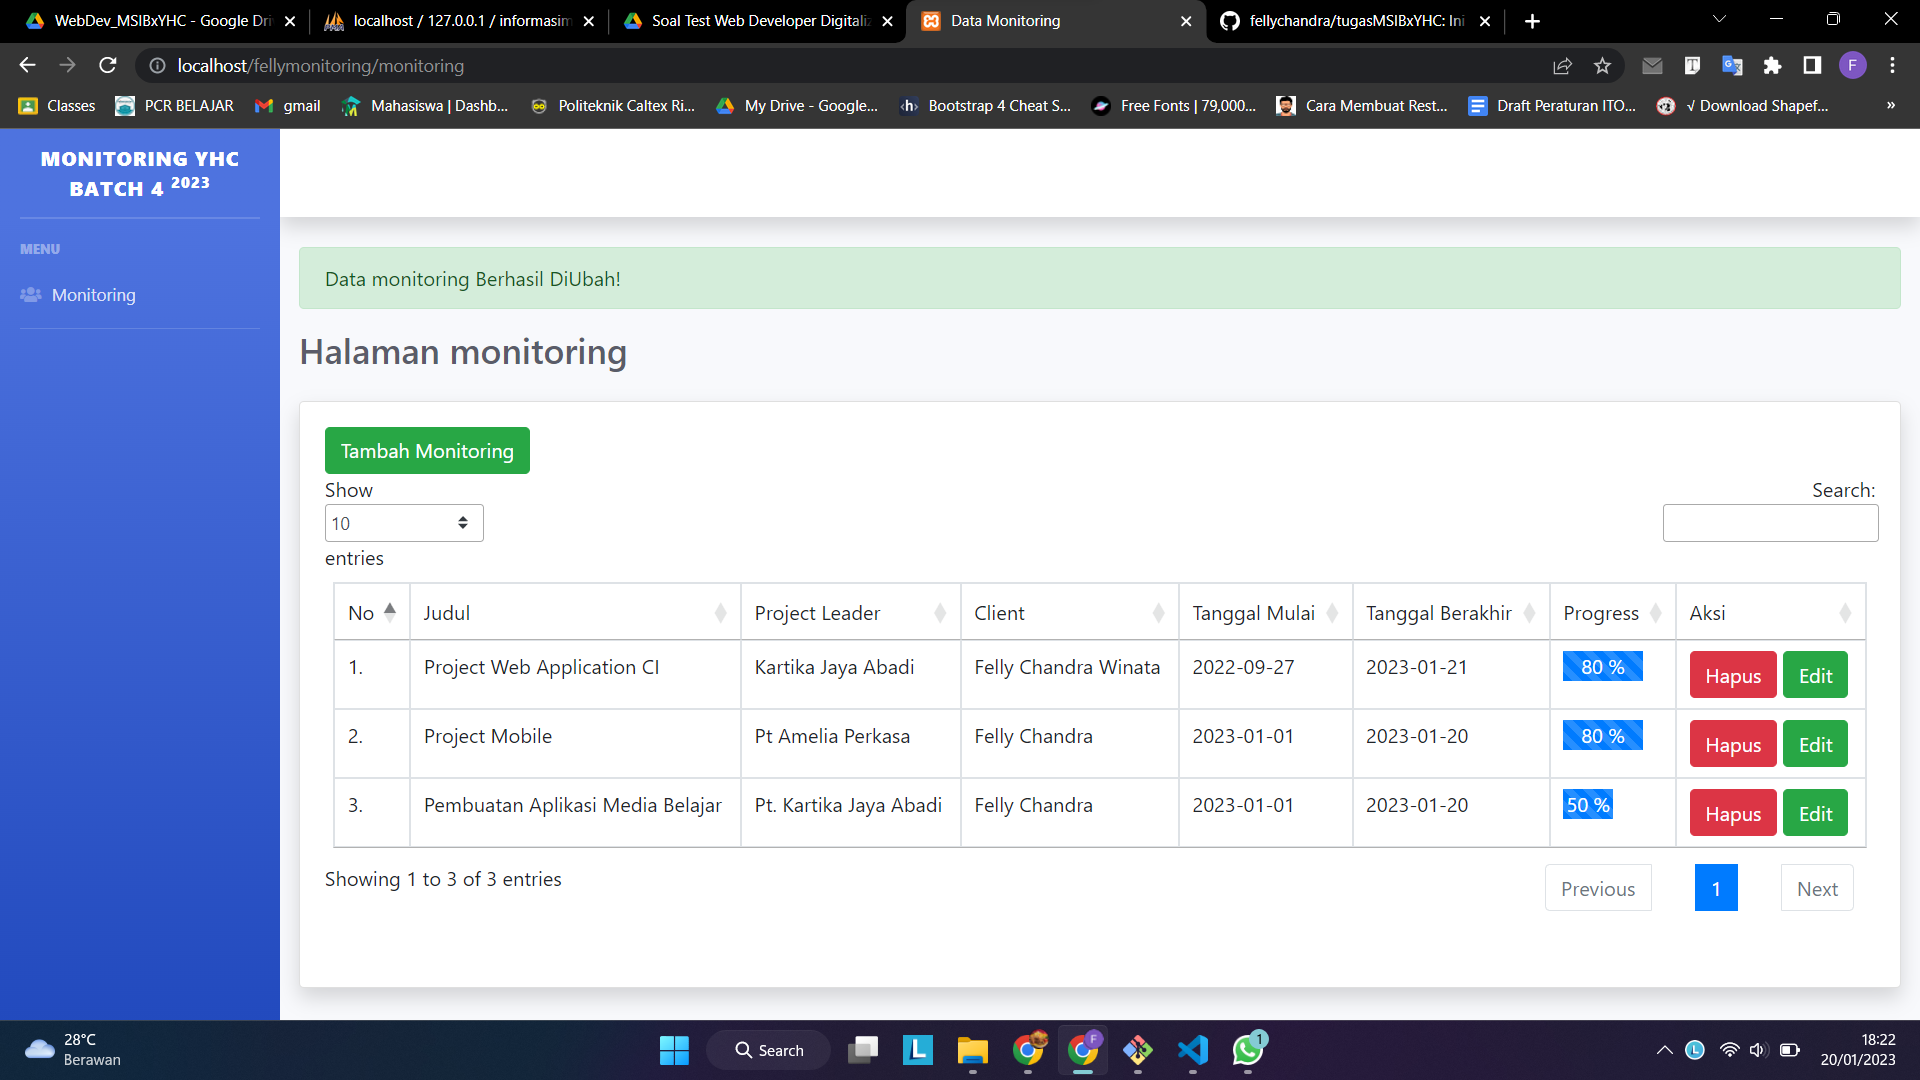 WebDev_MSIBxYHC - Google Dri
localhost / 127.0.0.1 / informasim
Soal Test Web Developer Digitaliz
Data Monitoring
fellychandra/tugasMSIBxYHC: Ini
localhost/fellymonitoring/monitoring
F
Classes
PCR BELAJAR
gmail
Mahasiswa | Dashb...
Politeknik Caltex Ri...
My Drive - Google...
Bootstrap 4 Cheat S...
Free Fonts | 79,000...
Cara Membuat Rest...
Draft Peraturan ITO...
√ Download Shapef...
»
MONITORING YHC
BATCH 4 2023
MENU
Monitoring
Data monitoring Berhasil DiUbah!
Halaman monitoring
Tambah Monitoring
Show
10
entries
Search:
No Judul Project Leader Client Tanggal Mulai Tanggal Berakhir Progress Aksi
1. Project Web Application CI Kartika Jaya Abadi Felly Chandra Winata 2022-09-27 2023-01-21 80 % Hapus Edit
2. Project Mobile Pt Amelia Perkasa Felly Chandra 2023-01-01 2023-01-20 80 % Hapus Edit
3. Pembuatan Aplikasi Media Belajar Pt. Kartika Jaya Abadi Felly Chandra 2023-01-01 2023-01-20 50 % Hapus Edit
Showing 1 to 3 of 3 entries
Previous 1 Next
28°C
Berawan
Search
L
F
1
L
18:22
20/01/2023